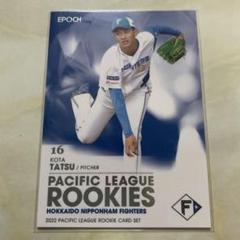 EPOCH
16
KOTA
TATSU / PITCHER
PACIFIC LEAGUE
ROOKIES
HOKKAIDO NIPPONHAM FIGHTERS
2022 PACIFIC LEAGUE ROOKIE CARD SET
F